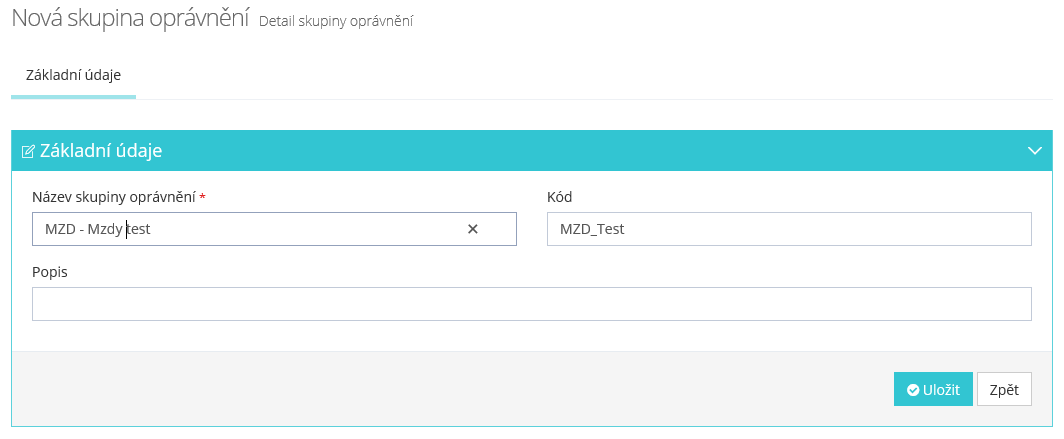 Nová skupina oprávnění Detail skupiny oprávnění
Základní údaje
Základní údaje
Název skupiny oprávnění * Kód
MZD - Mzdy test MZD_Test
Popis
Uložit Zpět